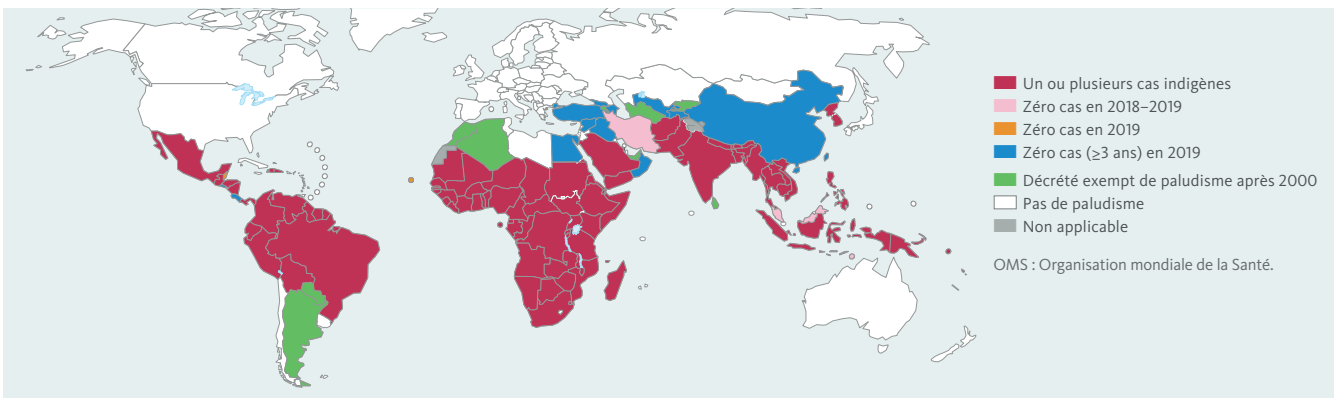 Un ou plusieurs cas indigènes
Zéro cas en 2018–2019
Zéro cas en 2019
Zéro cas (≥3 ans) en 2019
Décrété exempt de paludisme après 2000
Pas de paludisme
Non applicable
OMS : Organisation mondiale de la Santé.